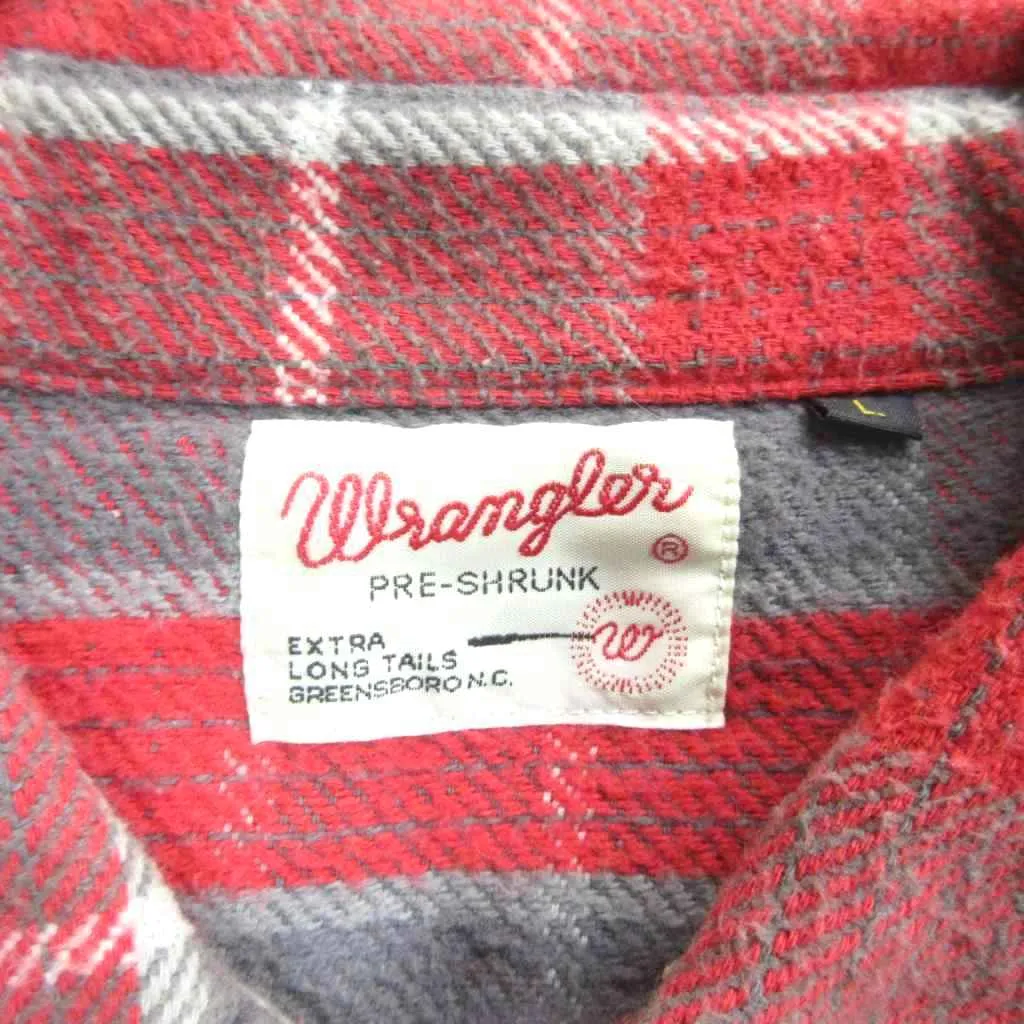 L
Wrangler
®
PRE-SHRUNK
EXTRA
LONG TAILS
GREENSBORO N.C.
W